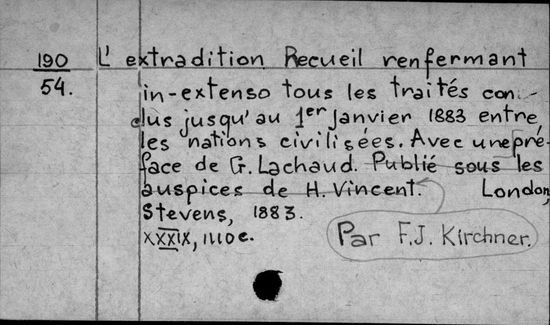 190 L'extradition Recueil renfermant
54. in-extenso tous les traités con-
clus jusqu'au 1er janvier 1883 entre
les nations civilisées. Avec une pré-
face de G. Lachaud. Publié sous les
auspices de H. Vincent. London,
Stevens, 1883.
XXXIX, 1110 c. Par F.J. Kirchner.